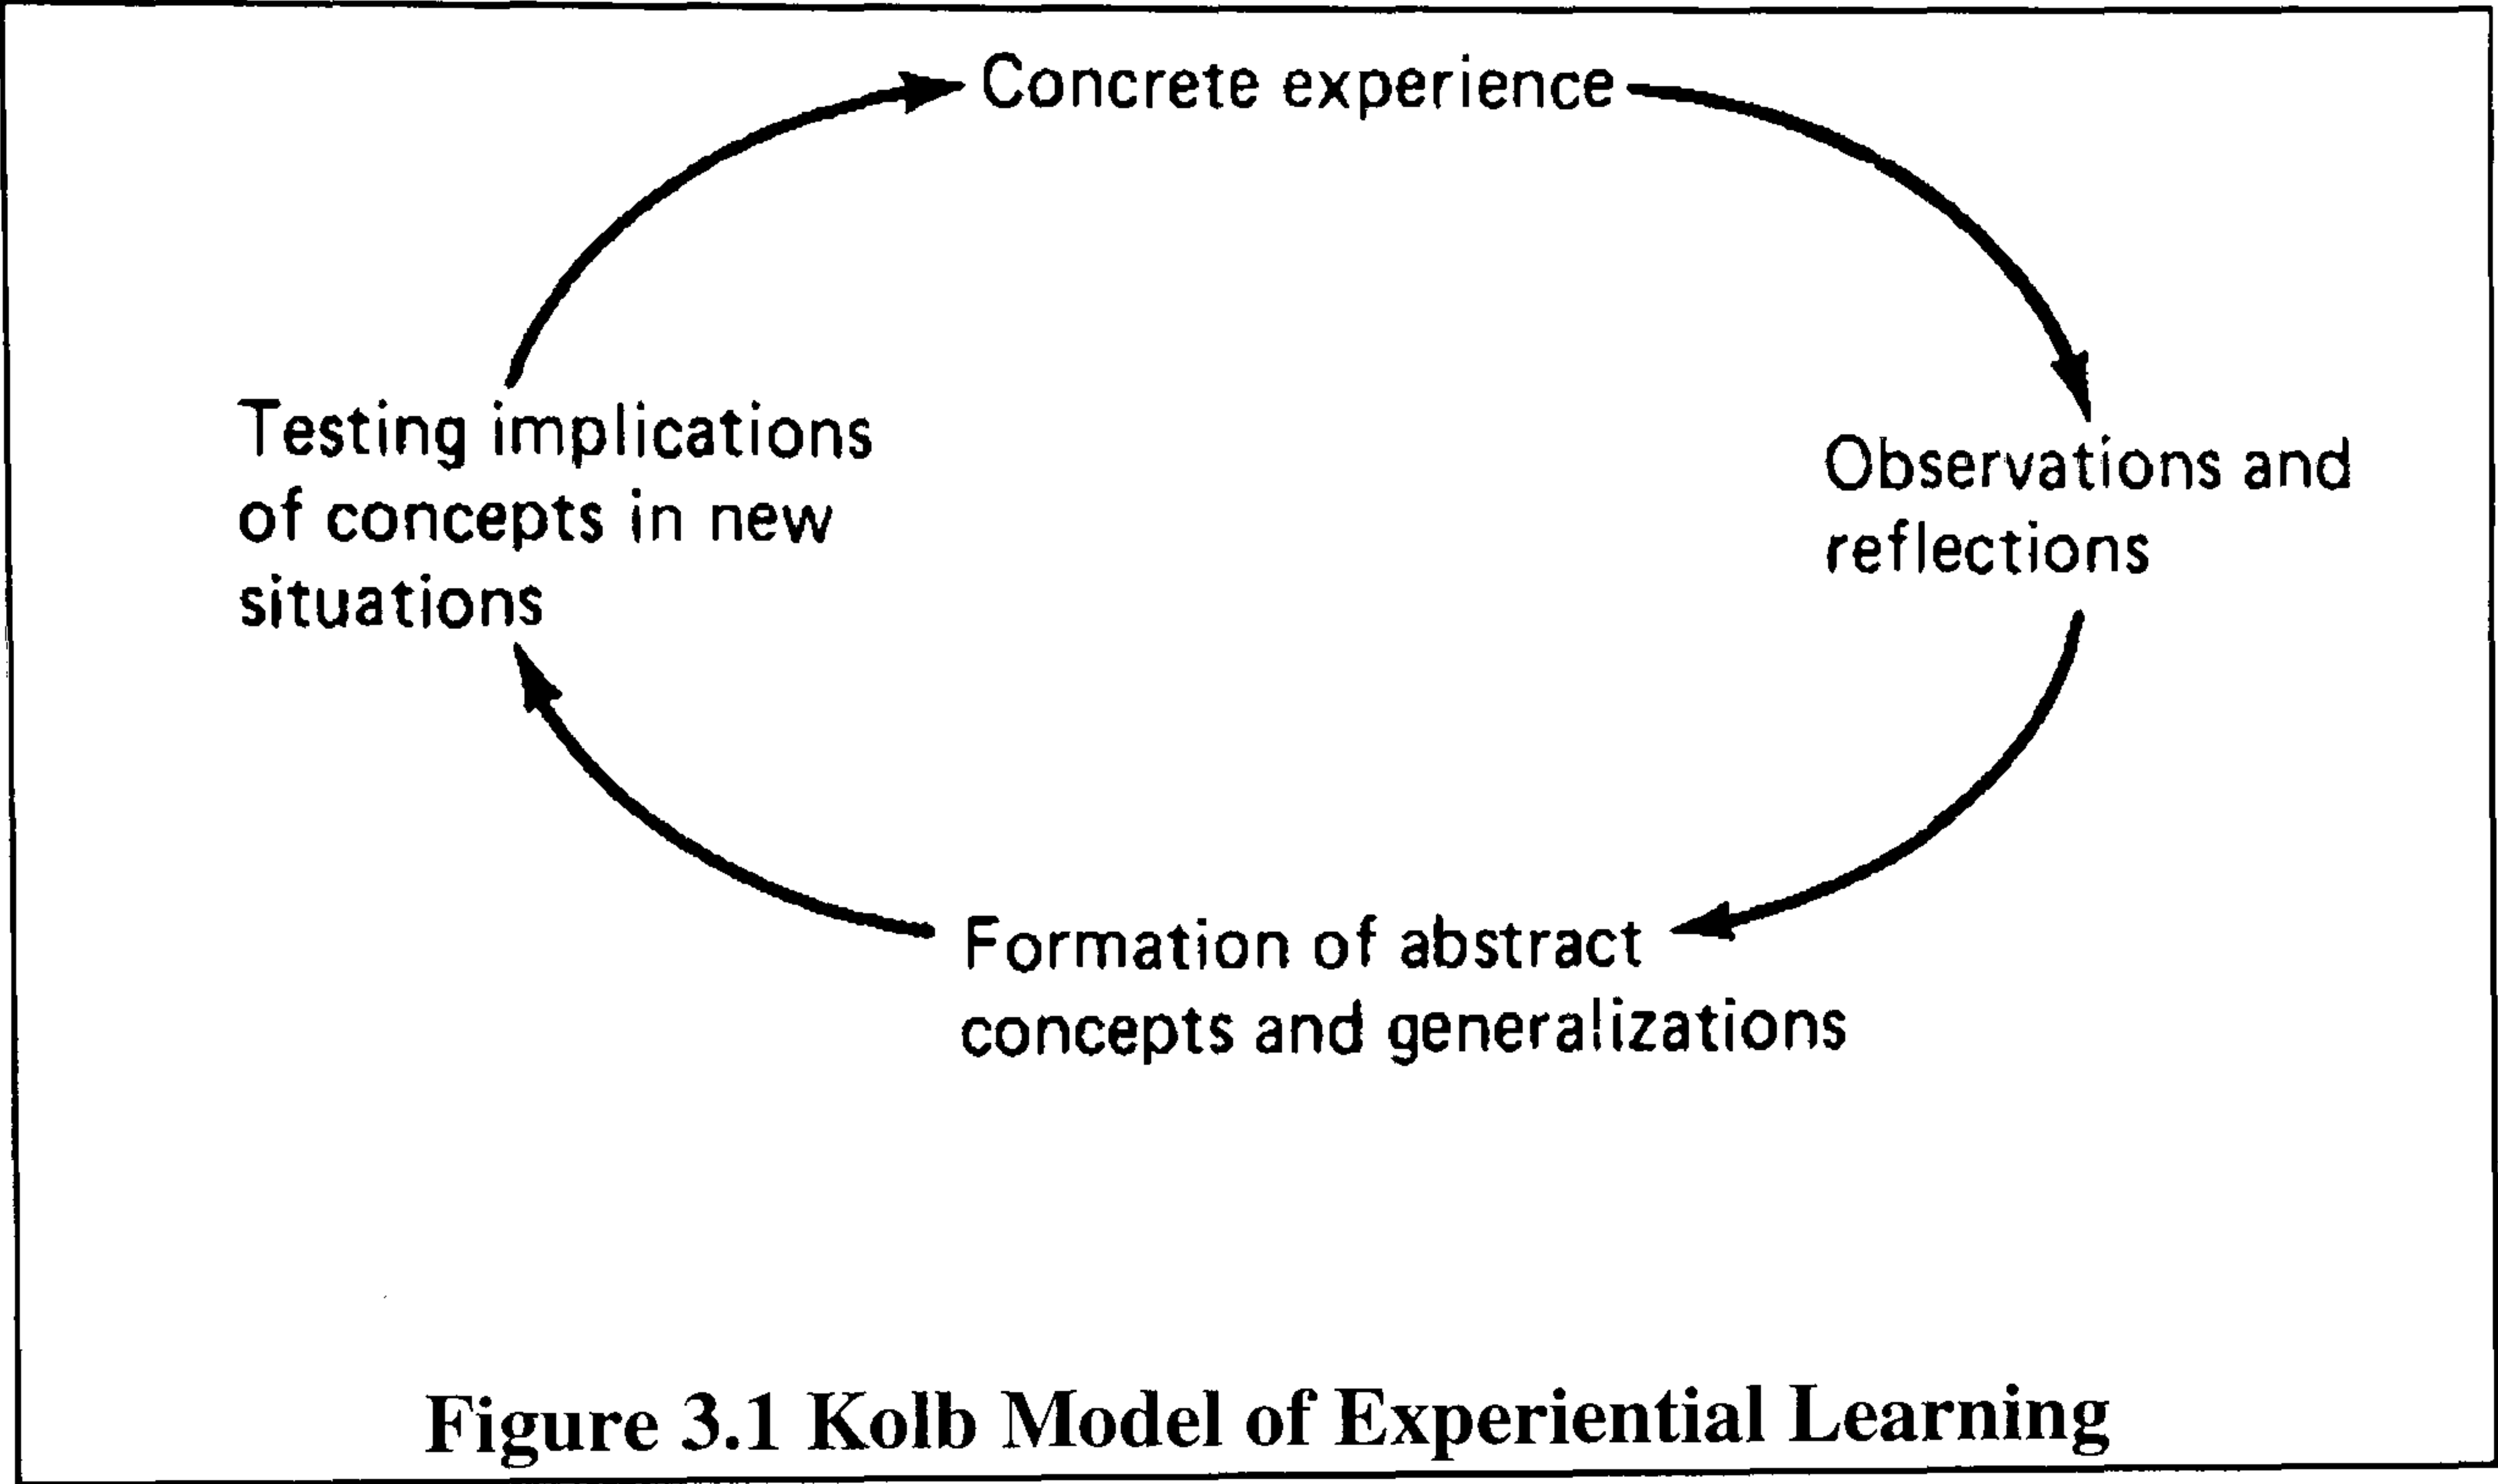 Concrete experience
Observations and
reflections
Formation of abstract
concepts and generalizations
Testing implications
of concepts in new
situations
Figure 3.1 Kolb Model of Experiential Learning